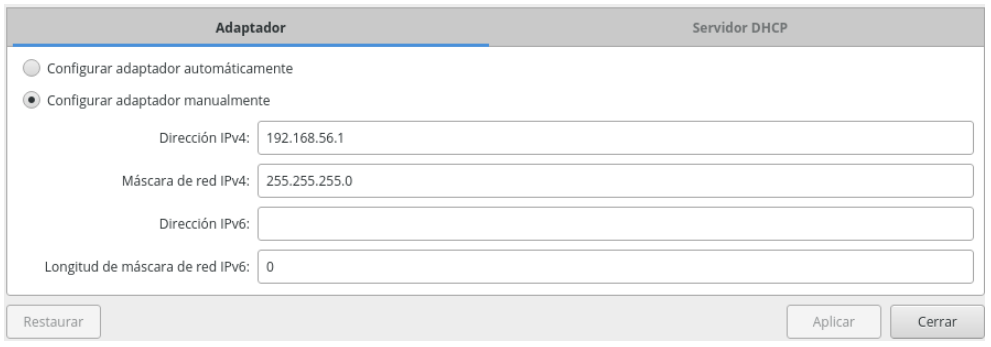 Adaptador
Servidor DHCP
Configurar adaptador automáticamente
Configurar adaptador manualmente
Dirección IPv4: 192.168.56.1
Máscara de red IPv4: 255.255.255.0
Dirección IPv6:
Longitud de máscara de red IPv6: 0
Restaurar
Aplicar
Cerrar